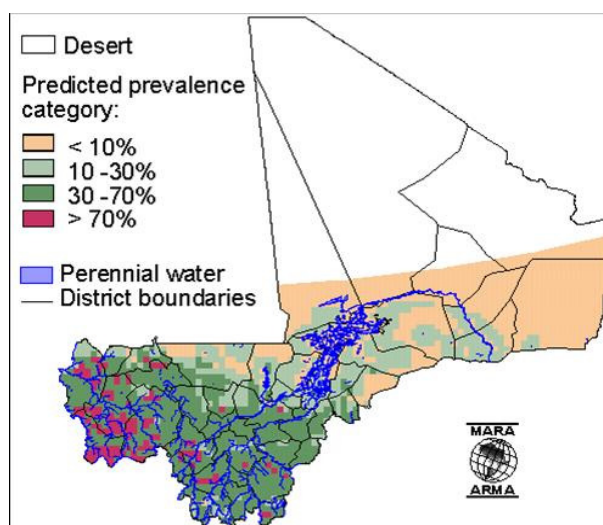 Desert
Predicted prevalence
category:
< 10%
10 -30%
30 -70%
> 70%
Perennial water
District boundaries
MARA
ARMA